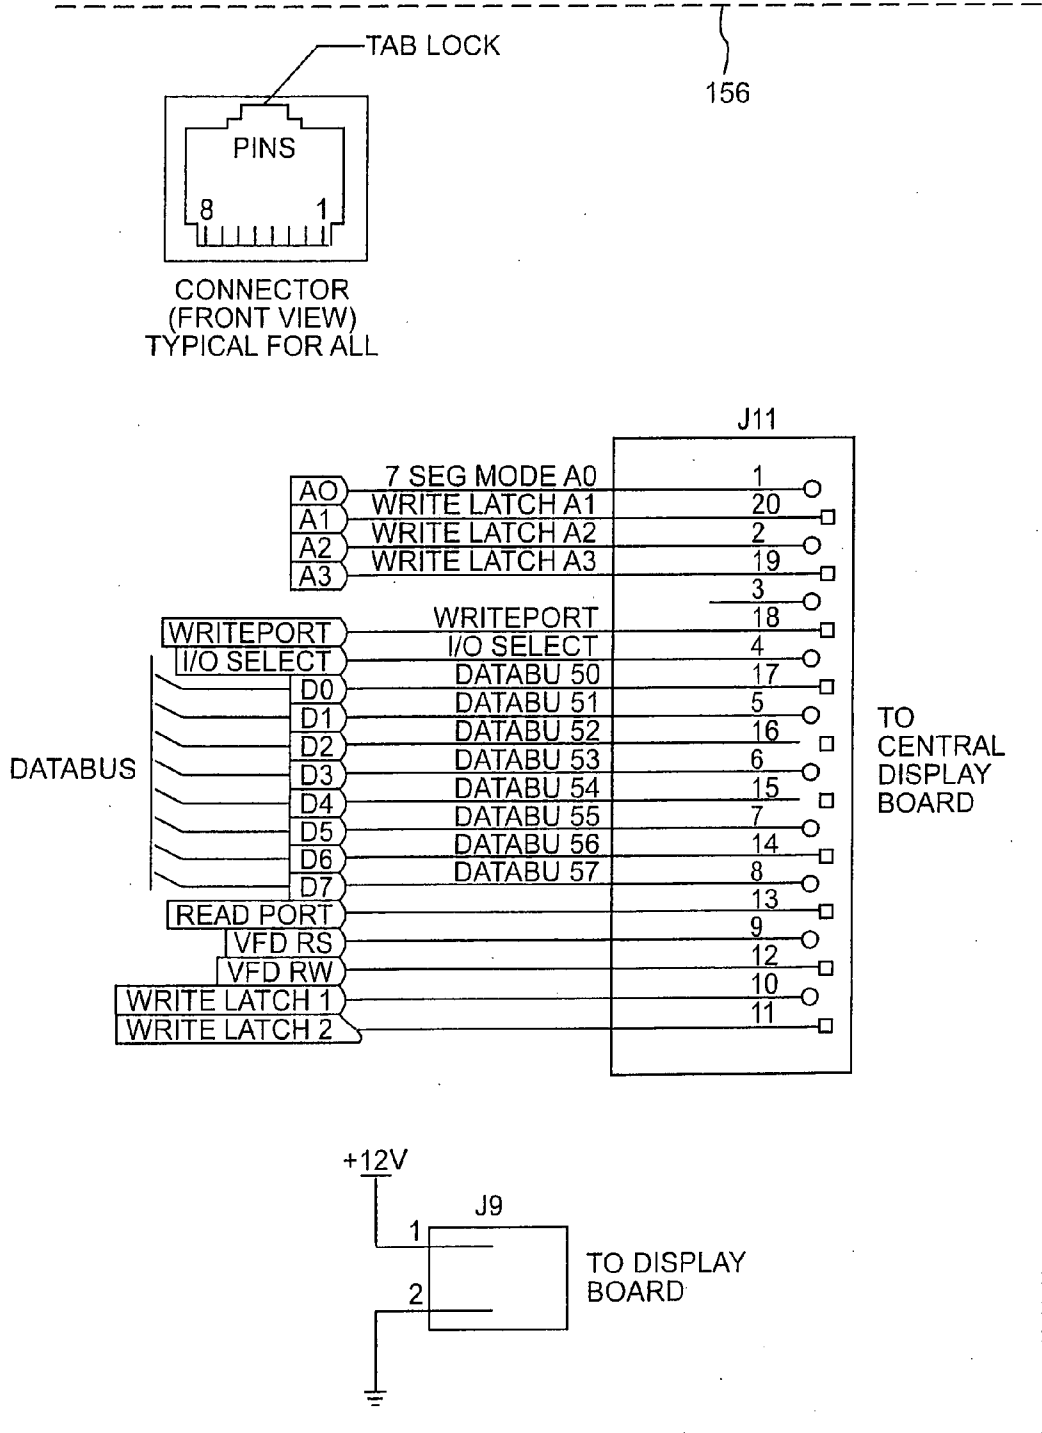 TAB LOCK
156
PINS
8 1
CONNECTOR
(FRONT VIEW)
TYPICAL FOR ALL
J11
AO 7 SEG MODE A0 1
A1 WRITE LATCH A1 20
A2 WRITE LATCH A2 2
A3 WRITE LATCH A3 19
3
WRITEPORT WRITEPORT 18
I/O SELECT I/O SELECT 4
D0 DATABU 50 17
D1 DATABU 51 5
D2 DATABU 52 16
D3 DATABU 53 6
D4 DATABU 54 15
D5 DATABU 55 7
D6 DATABU 56 14
D7 DATABU 57 8
DATABUS
READ PORT 13
VFD RS 9
VFD RW 12
WRITE LATCH 1 10
WRITE LATCH 2 11
TO
CENTRAL
DISPLAY
BOARD
+12V
J9
1
2
TO DISPLAY
BOARD